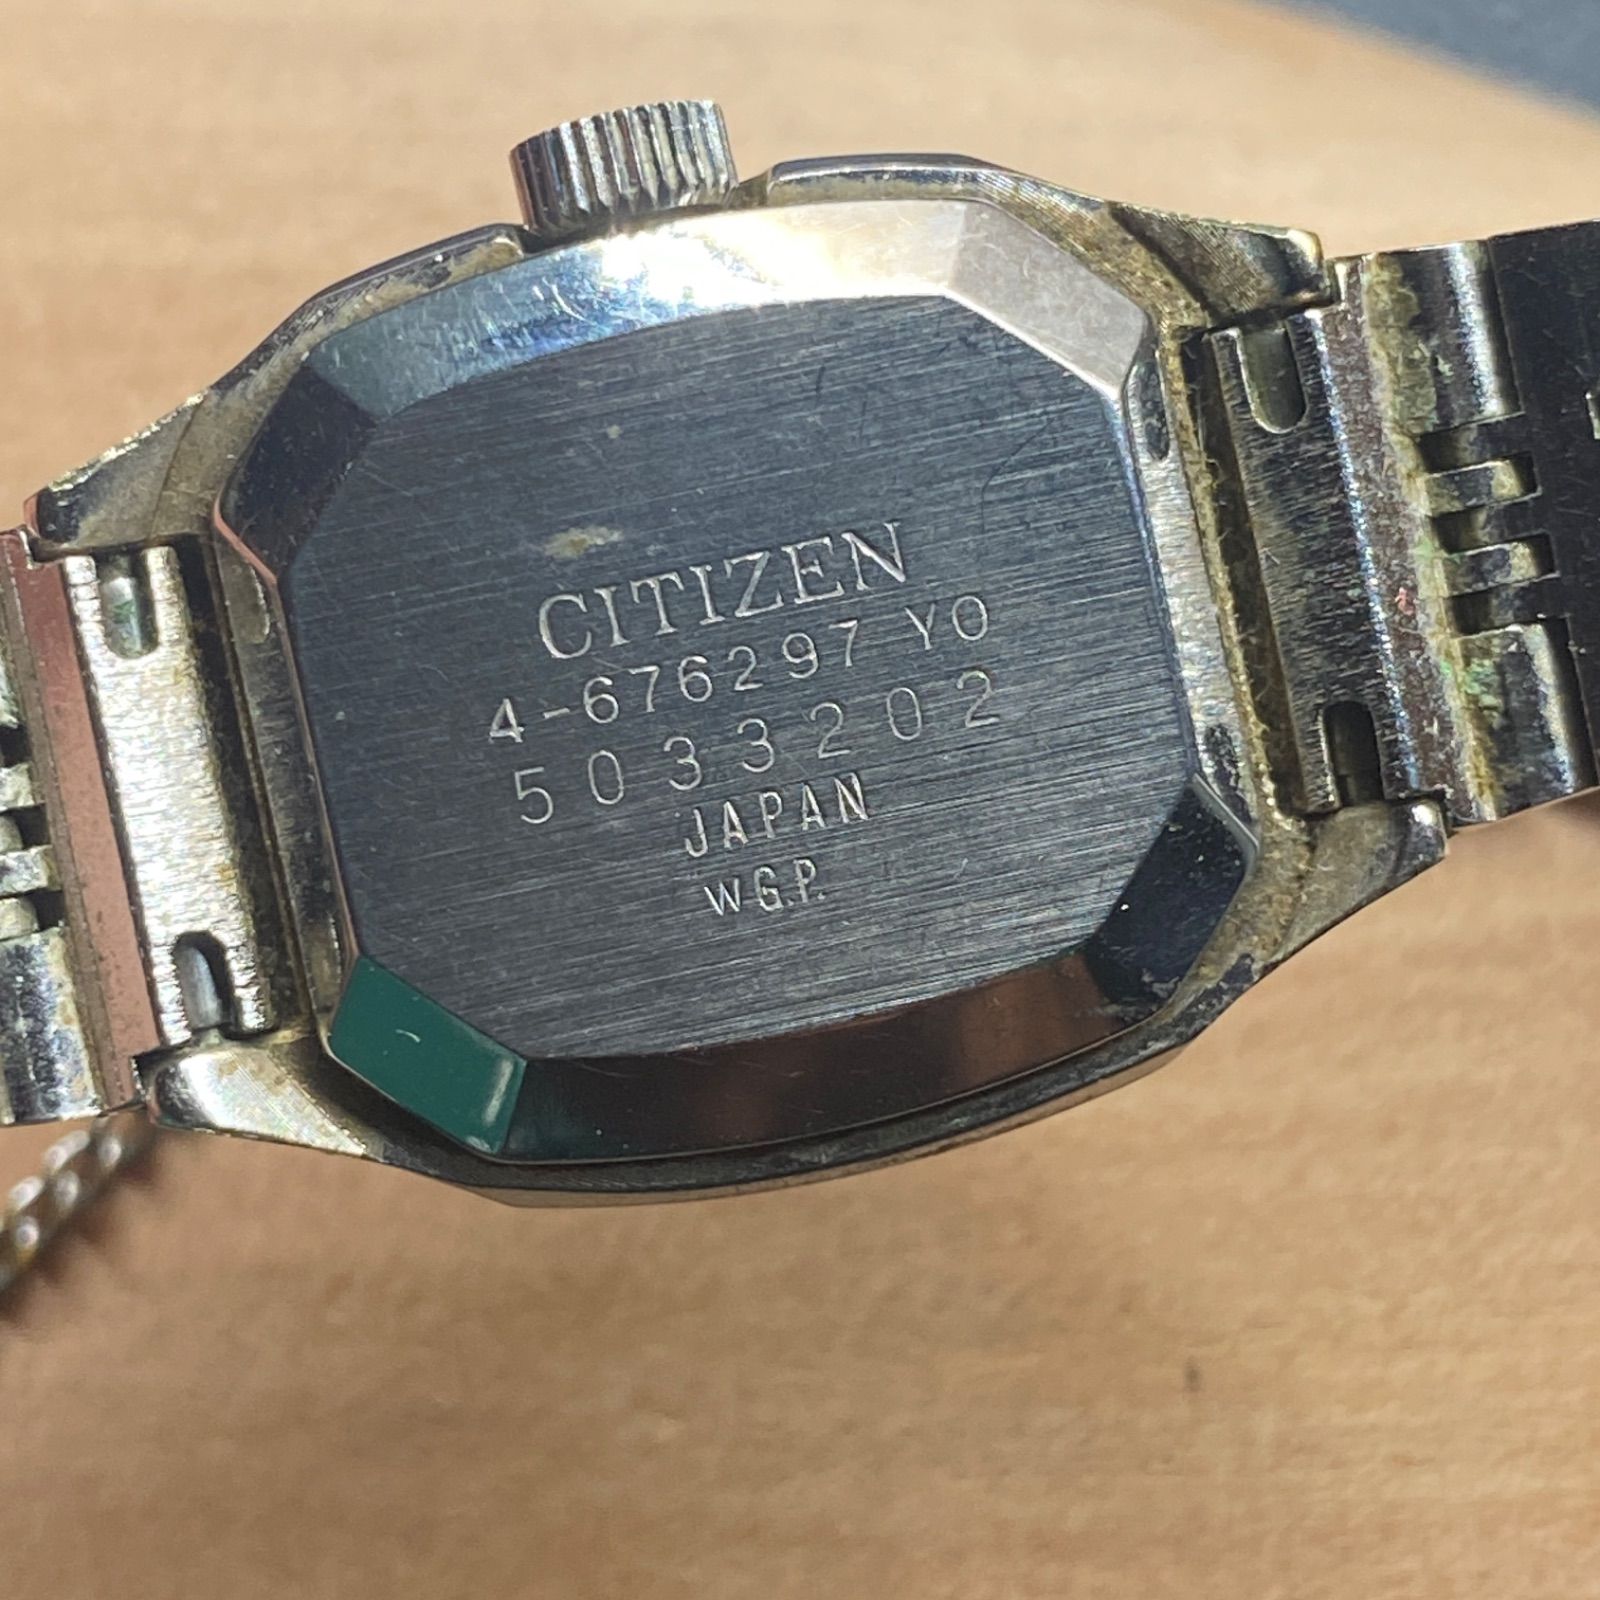 CITIZEN
4-676297 YO
5033202
JAPAN
W.G.P.